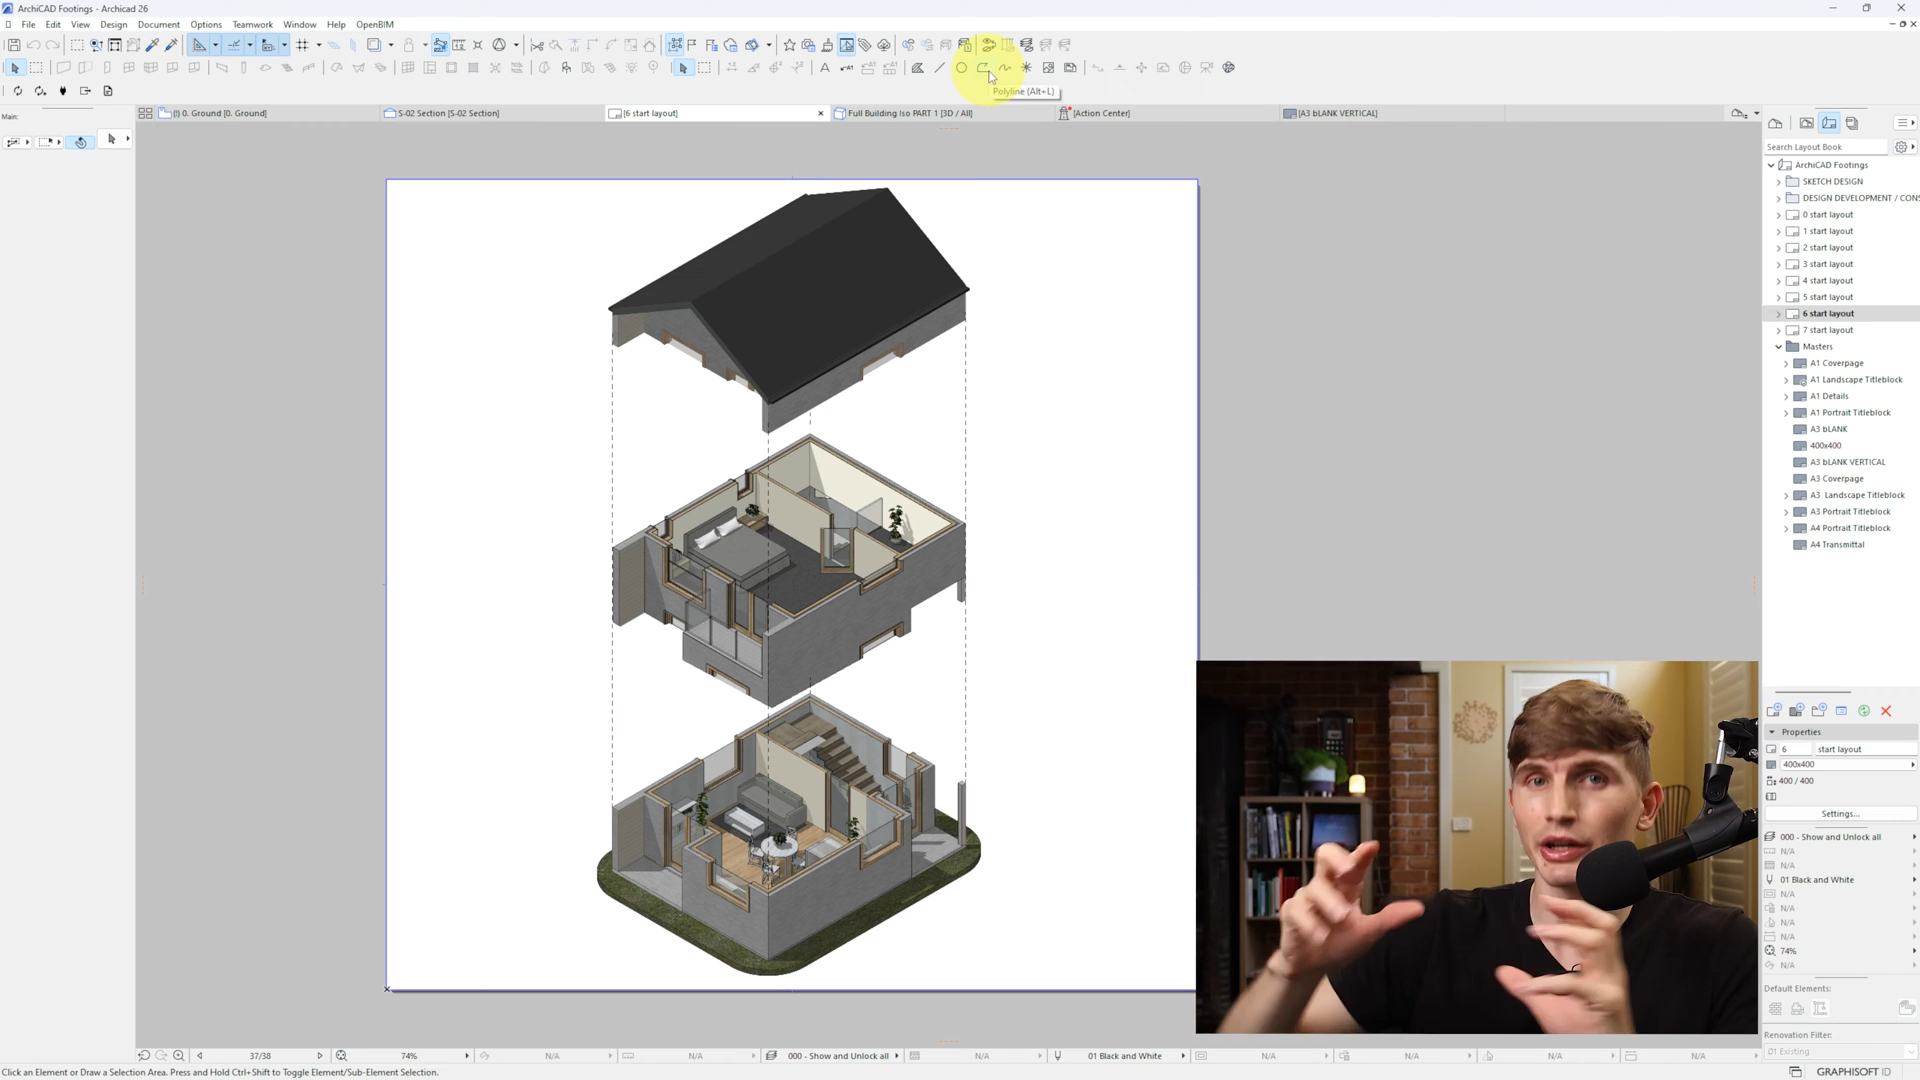 ArchiCAD Footings - Archicad 26
File Edit View Design Document Options Teamwork Window Help OpenBIM
Polyline (Alt+L)
Main:
(!) 0. Ground [0. Ground]
S-02 Section [S-02 Section]
[6 start layout]
Full Building Iso PART 1 [3D / All]
[Action Center]
[A3 bLANK VERTICAL]
Search Layout Book
ArchiCAD Footings
SKETCH DESIGN
DESIGN DEVELOPMENT / CONS
0 start layout
1 start layout
2 start layout
3 start layout
4 start layout
5 start layout
6 start layout
7 start layout
Masters
A1 Coverpage
A1 Landscape Titleblock
A1 Details
A1 Portrait Titleblock
A3 bLANK
400x400
A3 bLANK VERTICAL
A3 Coverpage
A3 Landscape Titleblock
A3 Portrait Titleblock
A4 Portrait Titleblock
A4 Transmittal
Properties
6 start layout
400x400
400 / 400
Settings...
000 - Show and Unlock all
N/A
N/A
01 Black and White
N/A
N/A
N/A
N/A
74%
N/A
Default Elements:
Renovation Filter:
01 Existing
37/38 74% N/A N/A 000 - Show and Unlock all N/A 01 Black and White N/A N/A N/A N/A
Click an Element or Draw a Selection Area. Press and Hold Ctrl+Shift to Toggle Element/Sub-Element Selection.
GRAPHISOFT ID